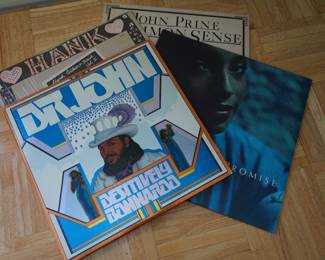 HANK
JOHN PRINE
COMMON SENSE
DR. JOHN
DESITIVELY
BONNAROO
PROMISE